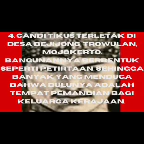 4. CANDI TIKUS TERLETAK DI
DESA BEJIJONG TROWULAN,
MOJOKERTO.
BANGUNANNYA BERBENTUK
SEPERTI PETIRTAAN SEHINGGA
BANYAK YANG MENDUGA
BAHWA DULUNYA ADALAH
TEMPAT PEMANDIAN BAGI
KELUARGA KERAJAAN